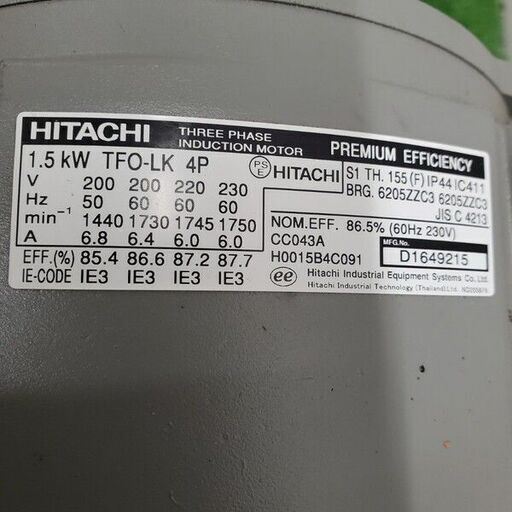 HITACHI THREE PHASE INDUCTION MOTOR PREMIUM EFFICIENCY
1.5 kW TFO-LK 4P PS E HITACHI
V 200 200 220 230
Hz 50 60 60 60
min⁻¹ 1440 1730 1745 1750
A 6.8 6.4 6.0 6.0
EFF.(%) 85.4 86.6 87.2 87.7
IE-CODE IE3 IE3 IE3 IE3
S1 TH. 155 (F) IP44 IC411
BRG. 6205ZZC3 6205ZZC3
JIS C 4213
NOM.EFF. 86.5% (60Hz 230V)
CC043A MFG.No.
H0015B4C091 D1649215
ee Hitachi Industrial Equipment Systems Co.,Ltd.
Hitachi Industrial Technology (Thailand) Ltd.